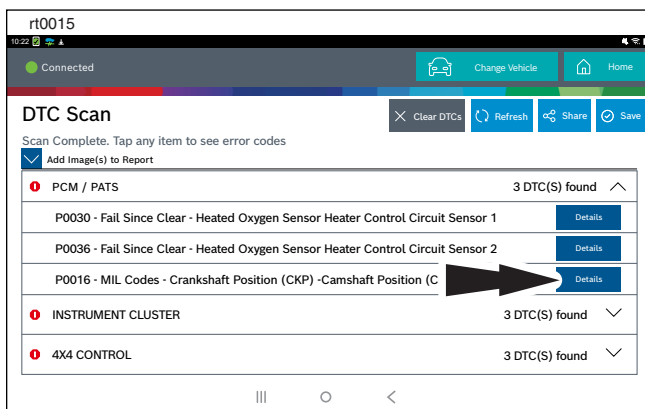 rt0015
10:22
Connected
Change Vehicle
Home
DTC Scan
Clear DTCs
Refresh
Share
Save
Scan Complete. Tap any item to see error codes
Add Image(s) to Report
PCM / PATS 3 DTC(S) found
P0030 - Fail Since Clear - Heated Oxygen Sensor Heater Control Circuit Sensor 1 Details
P0036 - Fail Since Clear - Heated Oxygen Sensor Heater Control Circuit Sensor 2 Details
P0016 - MIL Codes - Crankshaft Position (CKP) -Camshaft Position (C Details
INSTRUMENT CLUSTER 3 DTC(S) found
4X4 CONTROL 3 DTC(S) found